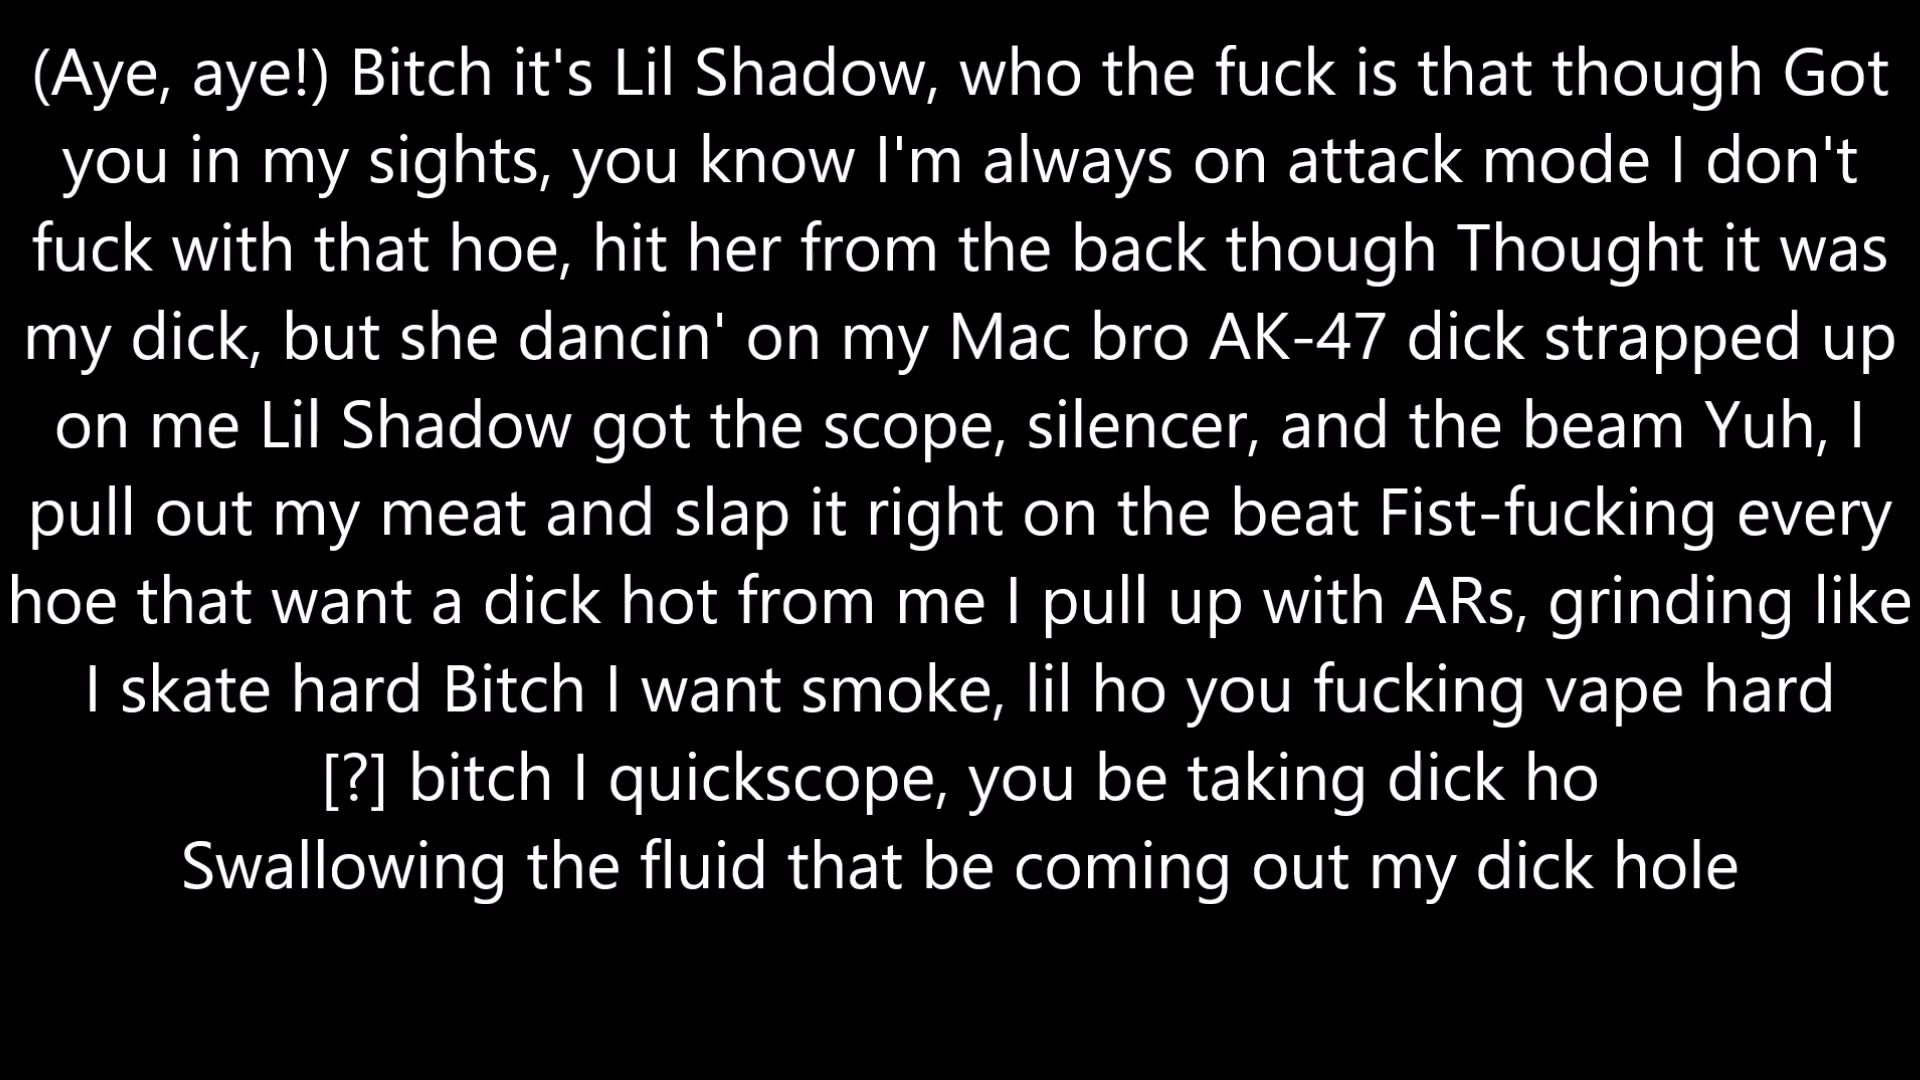 (Aye, aye!) Bitch it's Lil Shadow, who the fuck is that though Got
you in my sights, you know I'm always on attack mode I don't
fuck with that hoe, hit her from the back though Thought it was
my dick, but she dancin' on my Mac bro AK-47 dick strapped up
on me Lil Shadow got the scope, silencer, and the beam Yuh, I
pull out my meat and slap it right on the beat Fist-fucking every
hoe that want a dick hot from me I pull up with ARs, grinding like
I skate hard Bitch I want smoke, lil ho you fucking vape hard
[?] bitch I quickscope, you be taking dick ho
Swallowing the fluid that be coming out my dick hole